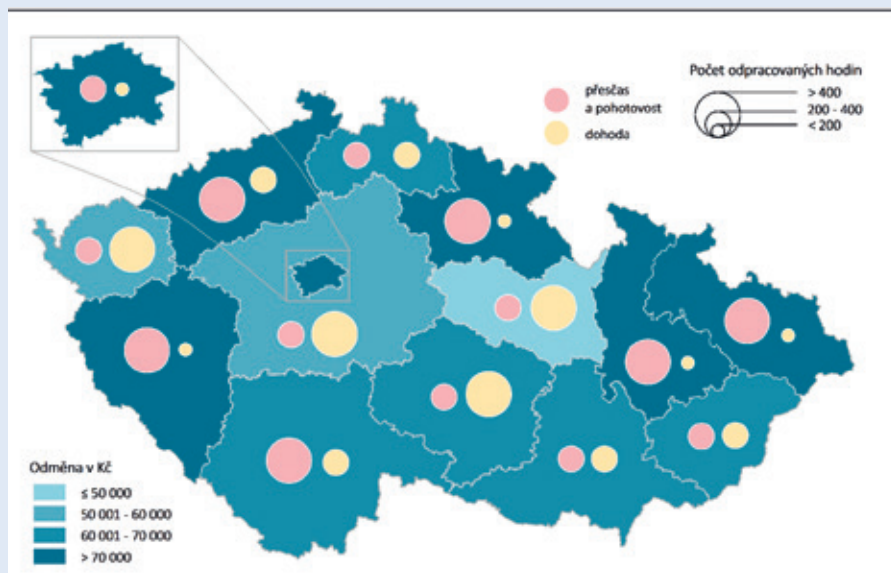 přesčas
a pohotovost
dohoda
Počet odpracovaných hodin
> 400
200 - 400
< 200
Odměna v Kč
≤ 50 000
50 001 - 60 000
60 001 - 70 000
> 70 000